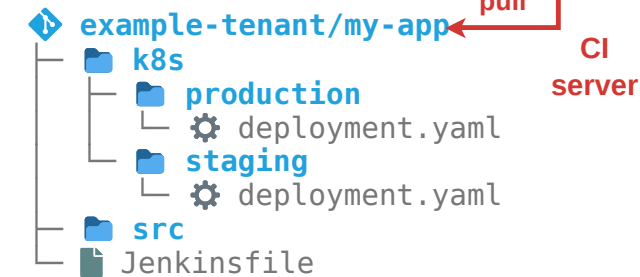 pull
example-tenant/my-app
CI
server
k8s
production
deployment.yaml
staging
deployment.yaml
src
Jenkinsfile